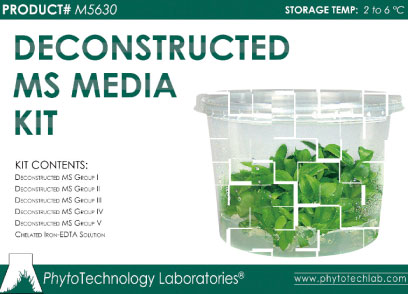 PRODUCT# M5630
STORAGE TEMP: 2 to 6 ºC
DECONSTRUCTED
MS MEDIA
KIT
KIT CONTENTS:
DECONSTRUCTED MS GROUP I
DECONSTRUCTED MS GROUP II
DECONSTRUCTED MS GROUP III
DECONSTRUCTED MS GROUP IV
DECONSTRUCTED MS GROUP V
CHELATED IRON-EDTA SOLUTION
PhytoTechnology Laboratories®
www.phytotechlab.com